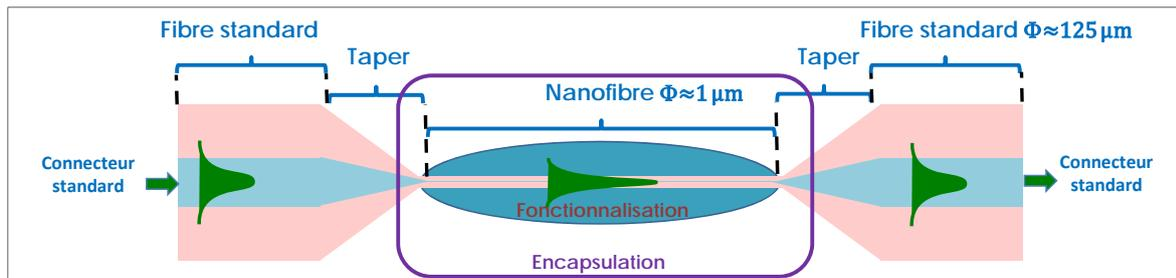 Fibre standard
Taper
Nanofibre Φ≈1μm
Taper
Fibre standard Φ≈125μm
Connecteur
standard
Fonctionnalisation
Encapsulation
Connecteur
standard